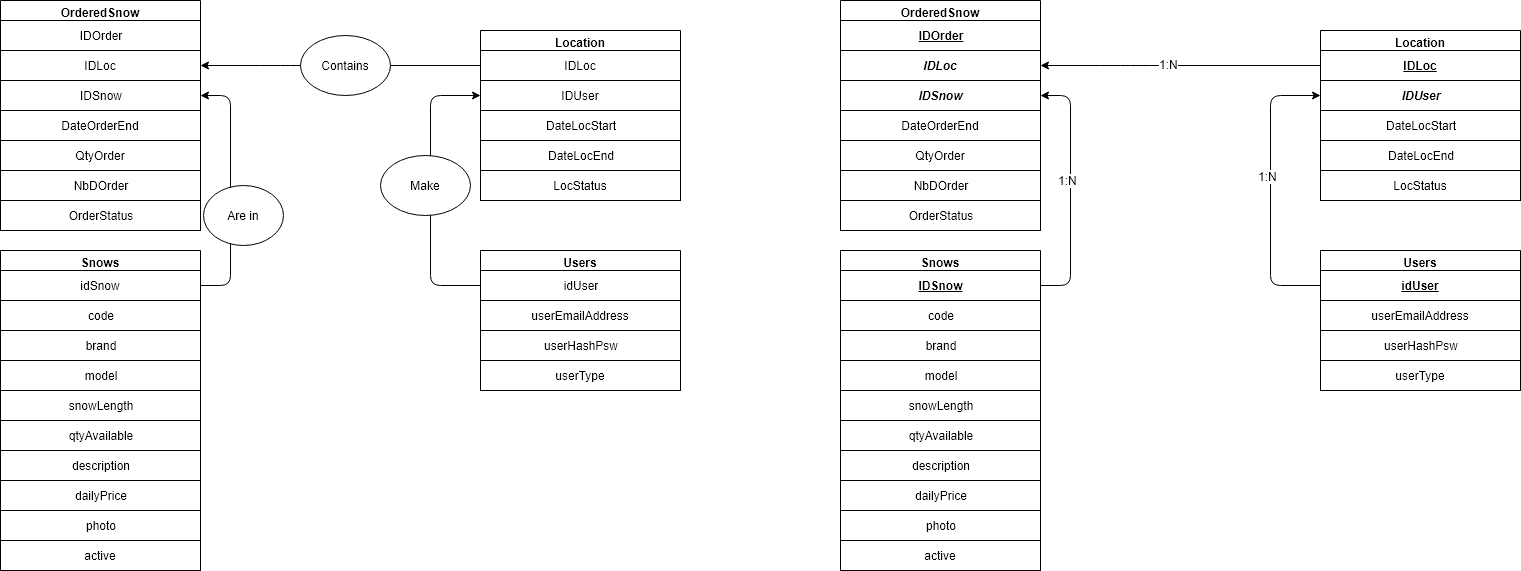 OrderedSnow
IDOrder
IDLoc
IDSnow
DateOrderEnd
QtyOrder
NbDOrder
OrderStatus
Contains
Are in
Make
Location
IDLoc
IDUser
DateLocStart
DateLocEnd
LocStatus
Snows
idSnow
code
brand
model
snowLength
qtyAvailable
description
dailyPrice
photo
active
Users
idUser
userEmailAddress
userHashPsw
userType
OrderedSnow
IDOrder
IDLoc
IDSnow
DateOrderEnd
QtyOrder
NbDOrder
OrderStatus
1:N
1:N
1:N
Location
IDLoc
IDUser
DateLocStart
DateLocEnd
LocStatus
Snows
IDSnow
code
brand
model
snowLength
qtyAvailable
description
dailyPrice
photo
active
Users
idUser
userEmailAddress
userHashPsw
userType